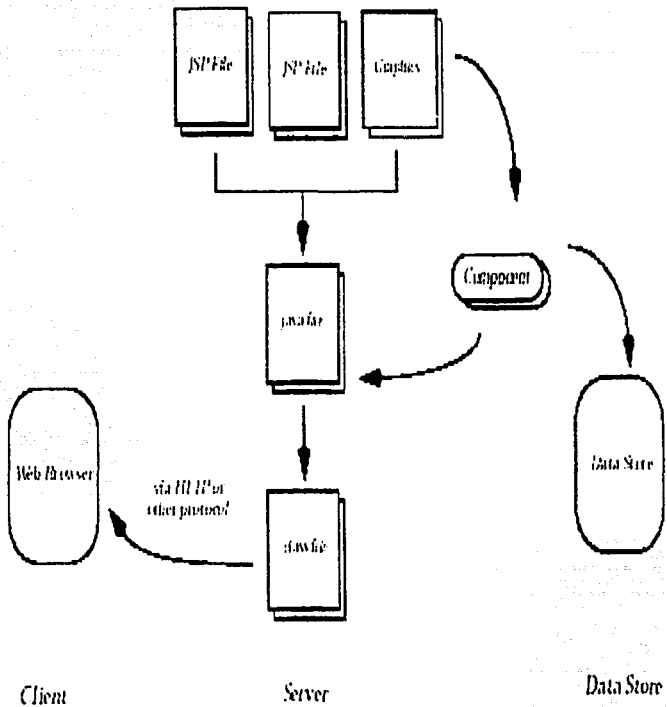 JSP File
JSP File
Graphics
Component
Web Browser
Data Store
via HTTP or
other protocol
Client
Server
Data Store